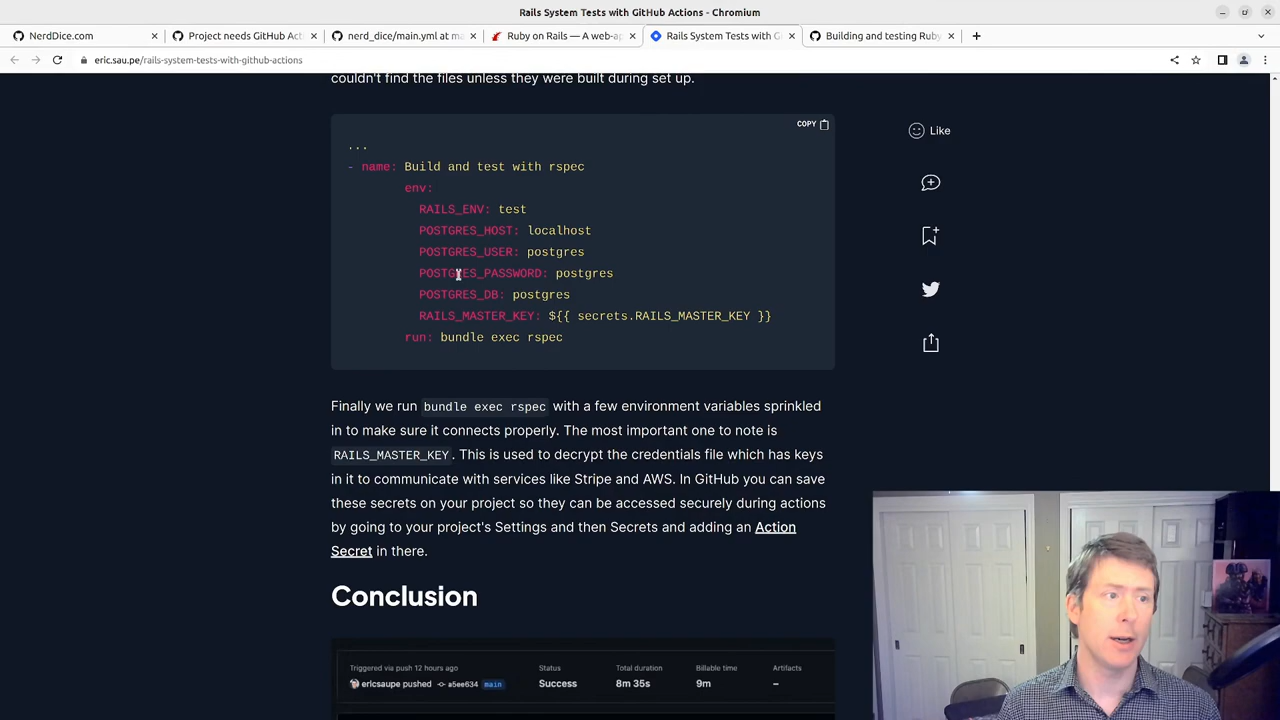 Rails System Tests with GitHub Actions - Chromium
NerdDice.com
Project needs GitHub Act
nerd_dice/main.yml at ma
Ruby on Rails — A web-ap
Rails System Tests with G
Building and testing Ruby
eric.sau.pe/rails-system-tests-with-github-actions
couldn't find the files unless they were built during set up.
COPY
...
- name: Build and test with rspec
env:
RAILS_ENV: test
POSTGRES_HOST: localhost
POSTGRES_USER: postgres
POSTGRES_PASSWORD: postgres
POSTGRES_DB: postgres
RAILS_MASTER_KEY: ${{ secrets.RAILS_MASTER_KEY }}
run: bundle exec rspec
Like
Finally we run bundle exec rspec with a few environment variables sprinkled
in to make sure it connects properly. The most important one to note is
RAILS_MASTER_KEY. This is used to decrypt the credentials file which has keys
in it to communicate with services like Stripe and AWS. In GitHub you can save
these secrets on your project so they can be accessed securely during actions
by going to your project's Settings and then Secrets and adding an Action
Secret in there.
Conclusion
Triggered via push 12 hours ago
Status
Total duration
Billable time
Artifacts
ericsaupe pushed a5ee634 main
Success
8m 35s
9m
–